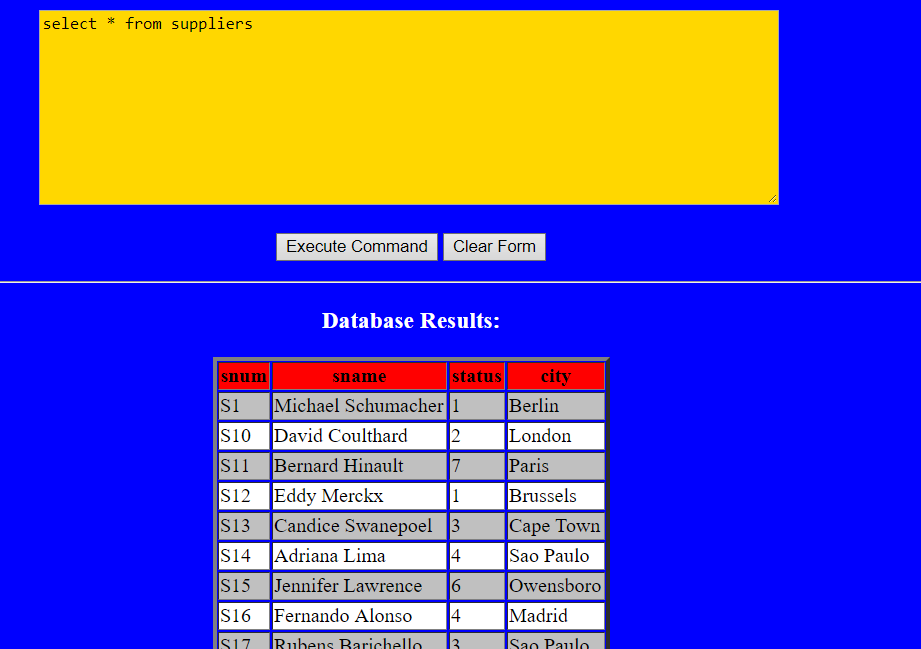 select * from suppliers
Execute Command Clear Form
Database Results:
snum sname status city
S1 Michael Schumacher 1 Berlin
S10 David Coulthard 2 London
S11 Bernard Hinault 7 Paris
S12 Eddy Merckx 1 Brussels
S13 Candice Swanepoel 3 Cape Town
S14 Adriana Lima 4 Sao Paulo
S15 Jennifer Lawrence 6 Owensboro
S16 Fernando Alonso 4 Madrid
S17 Rubens Barichello 3 Sao Paulo